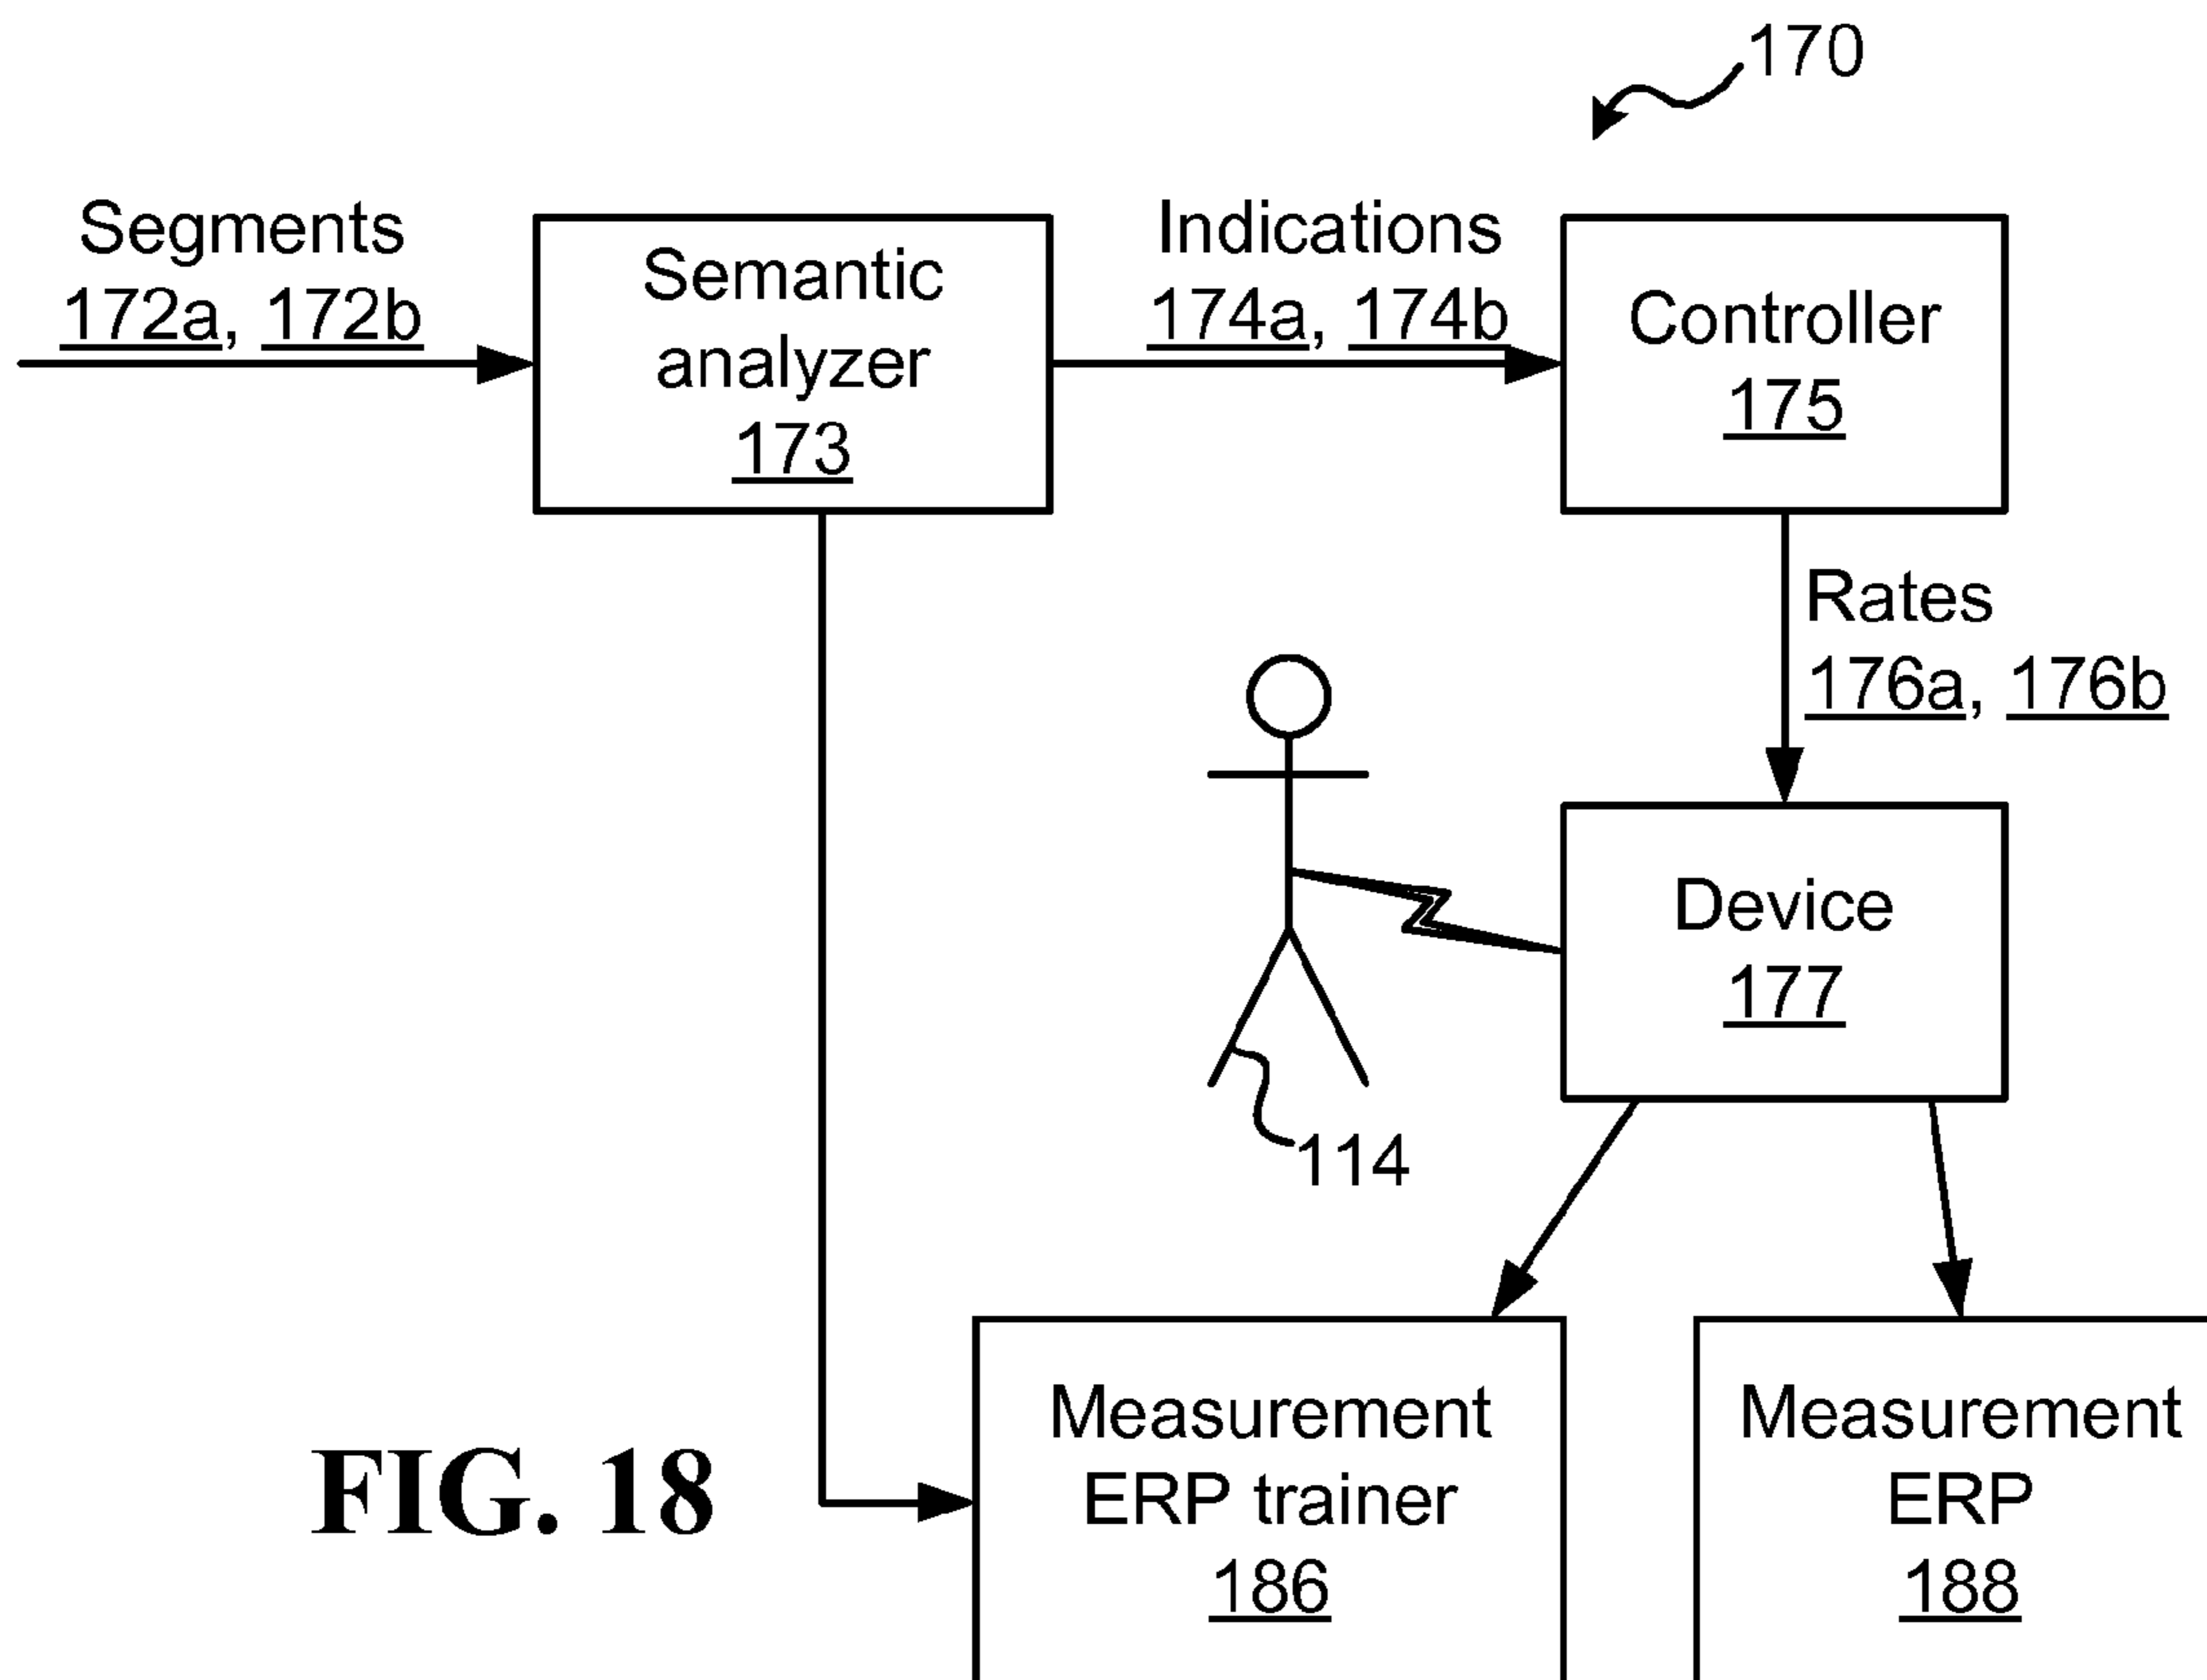 170
Segments
172a, 172b
Semantic
analyzer
173
Indications
174a, 174b
Controller
175
Rates
176a, 176b
Device
177
114
Measurement
ERP trainer
186
Measurement
ERP
188
FIG. 18